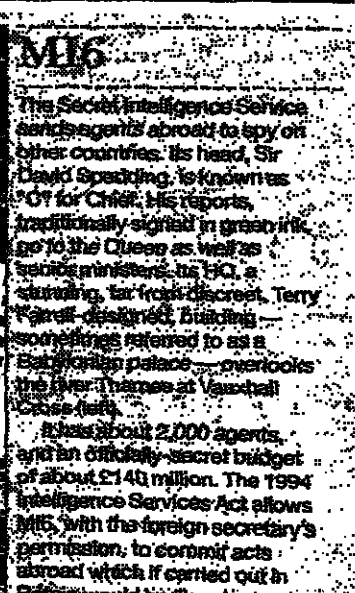 MI6
The Secret Intelligence Service
sends agents abroad to spy on
other countries. Its head, Sir
David Spedding, is known as
"C" for Chief. His reports,
traditionally signed in green ink,
go to the Queen as well as
senior ministers. Its HQ, a
stunning, far from discreet, Terry
Farrell-designed, building —
sometimes referred to as a
Babylonian palace — overlooks
the river Thames at Vauxhall
Cross (left).
It has about 2,000 agents,
and an officially-secret budget
of about £140 million. The 1994
Intelligence Services Act allows
MI6, with the foreign secretary's
permission, to commit acts
abroad which if carried out in